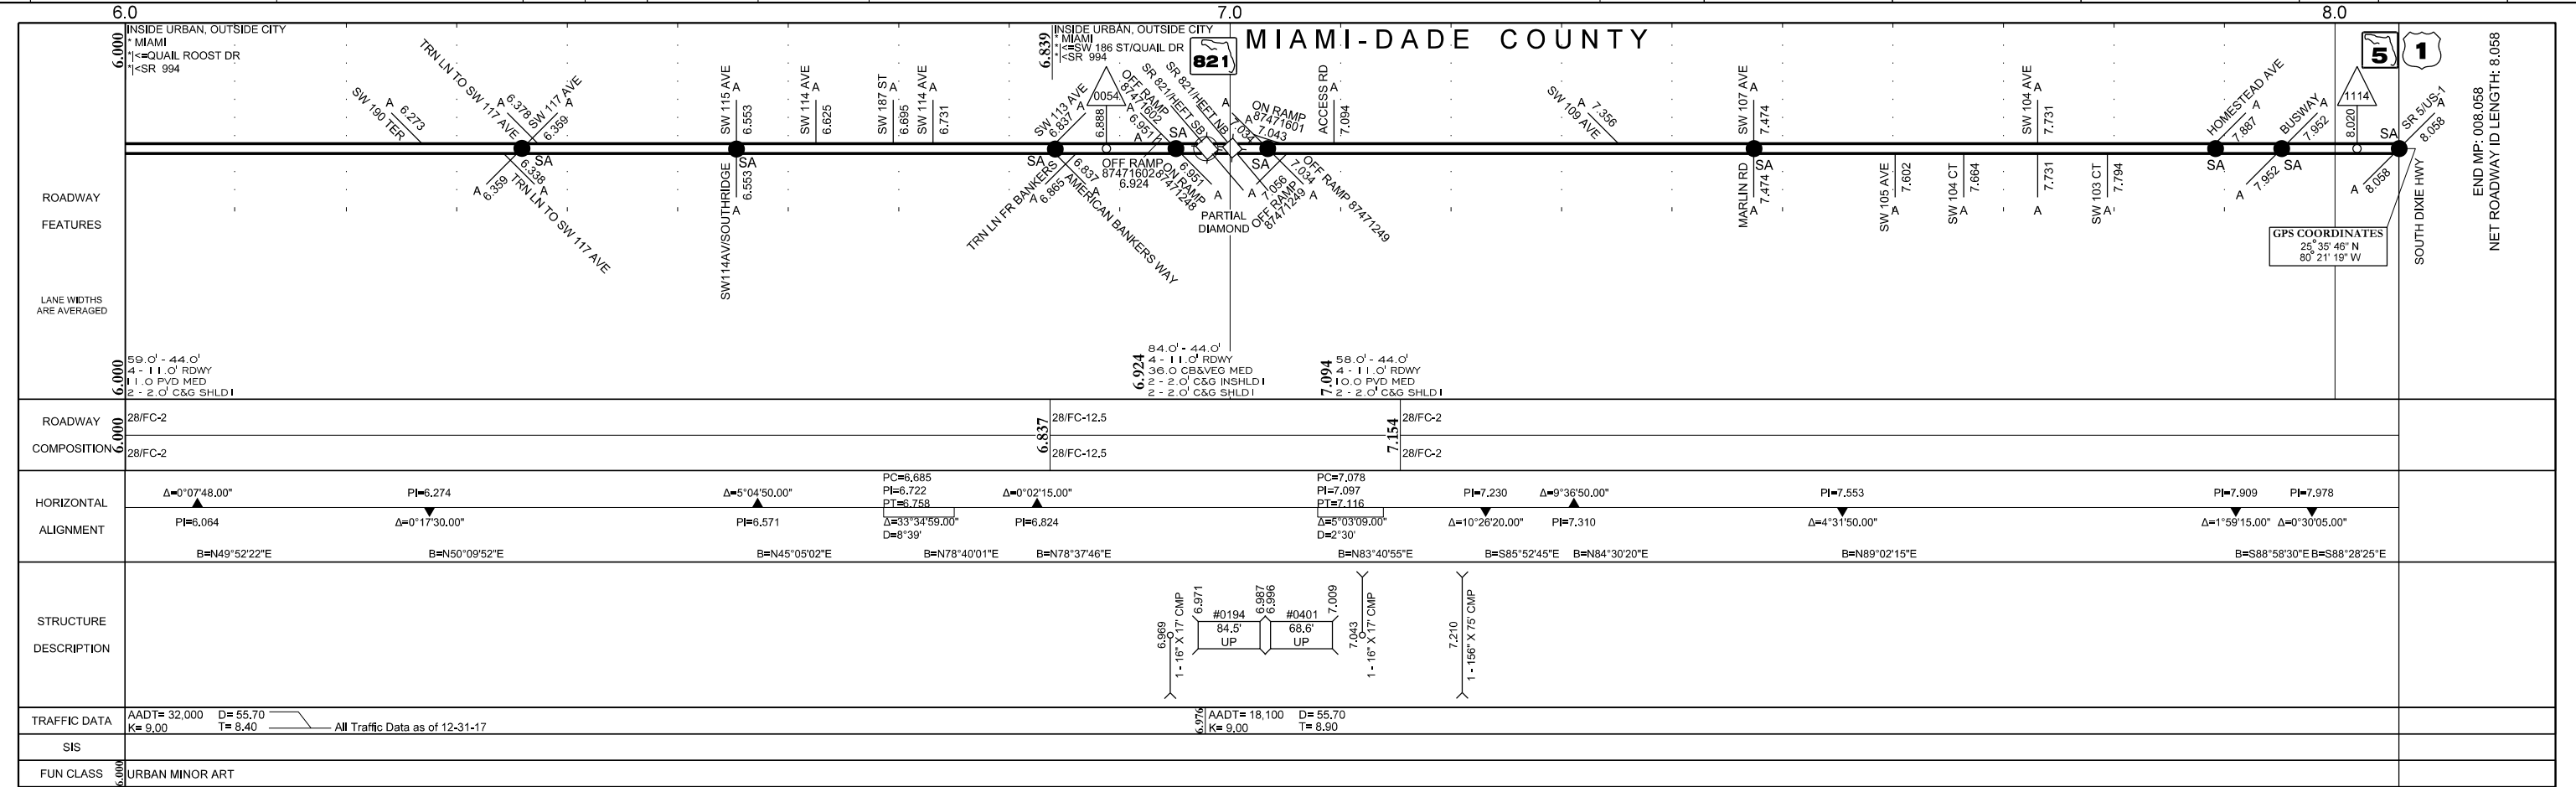 6.0
7.0
8.0
6.000
INSIDE URBAN, OUTSIDE CITY
* MIAMI
*|<=QUAIL ROOST DR
*|<SR 994
6.839
INSIDE URBAN, OUTSIDE CITY
* MIAMI
*|<=SW 186 ST/QUAIL DR
*|<SR 994
821
MIAMI-DADE COUNTY
5
1
END MP: 008.058
NET ROADWAY ID LENGTH: 8.058
ROADWAY
FEATURES
LANE WIDTHS
ARE AVERAGED
SW 190 TER
A 6.273
TRN LN TO SW 117 AVE
A 6.378
SW 117 AVE
6.359 A
SA
A 6.359
6.338 A
TRN LN TO SW 117 AVE
SW 115 AVE A
6.553
SA
SW114AV/SOUTHRIDGE
6.553 A
SW 114 AVE A
6.625
SW 187 ST A
6.695
SW 114 AVE A
6.731
SW 113 AVE A
6.837
SA
TRN LN FR BANKERS
A 6.865
6.837 A
AMERICAN BANKERS WAY
0054
6.888
OFF RAMP
87471602
A 6.951
SA
OFF RAMP
87471602
6.924
6.951 A
ON RAMP
87471248
SR 821/HEFT SB
SR 821/HEFT NB
A
7.034
A
PARTIAL
DIAMOND
ON RAMP
87471601
A 7.043
SA
A
7.056
OFF RAMP
87471249
7.034 A
OFF RAMP 87471249
ACCESS RD A
7.094
SW 109 AVE
A 7.356
SW 107 AVE A
7.474
SA
MARLIN RD
7.474 A
SW 105 AVE
7.602
A
SW 104 CT
7.664
A
SW 104 AVE A
7.731
7.731
A
SW 103 CT
7.794
A
HOMESTEAD AVE
7.887 A
SA
BUSWAY
7.952 A
SA
A 7.952
1114
8.020
SA
SR 5/US-1
8.058 A
A 8.058
SOUTH DIXIE HWY
GPS COORDINATES
25° 35' 46" N
80° 21' 19" W
6.000
59.0' - 44.0'
4 - 11.0' RDWY
11.0 PVD MED
2 - 2.0' C&G SHLD1
6.924
84.0' - 44.0'
4 - 11.0' RDWY
36.0 CB&VEG MED
2 - 2.0' C&G INSHLD1
2 - 2.0' C&G SHLD1
7.094
58.0' - 44.0'
4 - 11.0' RDWY
10.0 PVD MED
2 - 2.0' C&G SHLD1
ROADWAY
COMPOSITION
6.000
28/FC-2
28/FC-2
6.837
28/FC-12.5
28/FC-12.5
7.154
28/FC-2
28/FC-2
HORIZONTAL
ALIGNMENT
Δ=0°07'48.00"
PI=6.064
B=N49°52'22"E
PI=6.274
Δ=0°17'30.00"
B=N50°09'52"E
Δ=5°04'50.00"
PI=6.571
B=N45°05'02"E
PC=6.685
PI=6.722
PT=6.758
Δ=33°34'59.00"
D=8°39'
B=N78°40'01"E
Δ=0°02'15.00"
PI=6.824
B=N78°37'46"E
PC=7.078
PI=7.097
PT=7.116
Δ=5°03'09.00"
D=2°30'
B=N83°40'55"E
PI=7.230
Δ=10°26'20.00"
B=S85°52'45"E
Δ=9°36'50.00"
PI=7.310
B=N84°30'20"E
PI=7.553
Δ=4°31'50.00"
B=N89°02'15"E
PI=7.909
Δ=1°59'15.00"
B=S88°58'30"E
PI=7.978
Δ=0°30'05.00"
B=S88°28'25"E
STRUCTURE
DESCRIPTION
6.969
1 - 16" X 17' CMP
6.971
#0194
84.5'
UP
6.987
6.996
#0401
68.6'
UP
7.009
7.043
1 - 16" X 17' CMP
7.210
1 - 156" X 75' CMP
TRAFFIC DATA
AADT= 32,000 D= 55.70
K= 9.00 T= 8.40
All Traffic Data as of 12-31-17
6.976
AADT= 18,100 D= 55.70
K= 9.00 T= 8.90
SIS
FUN CLASS
6.000
URBAN MINOR ART